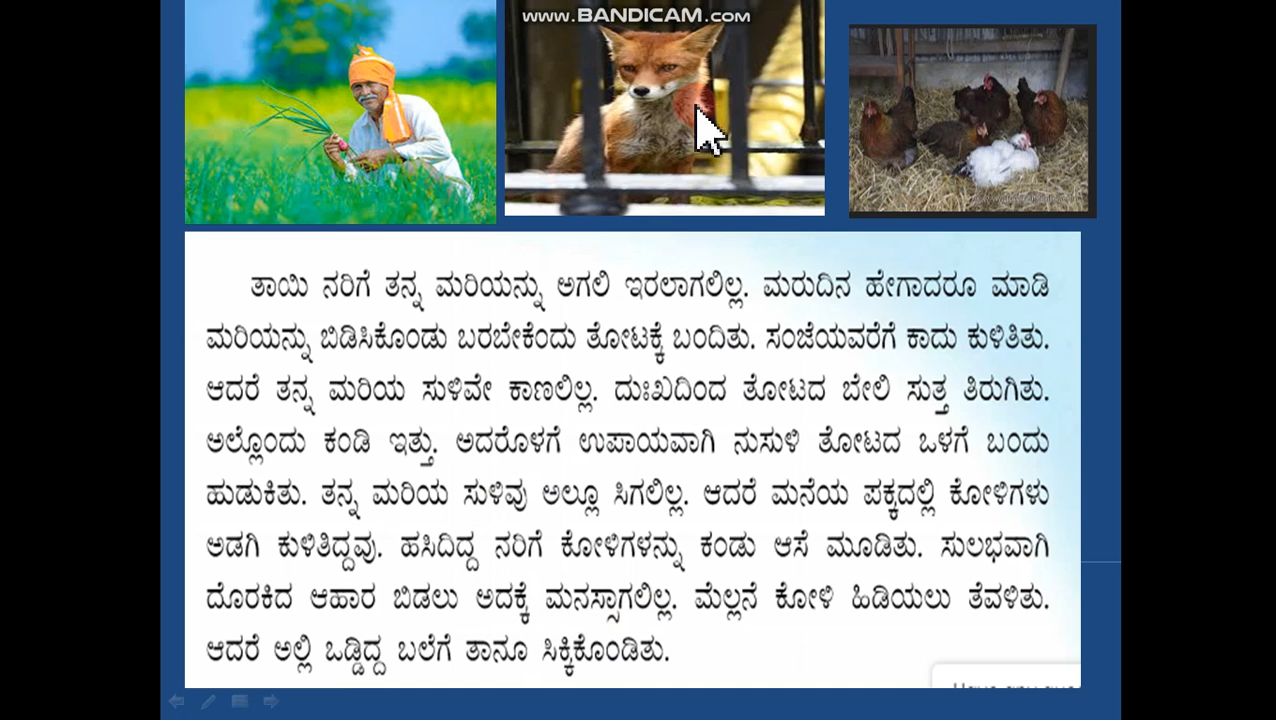 www.BANDICAM.com
ತಾಯಿ ನರಿಗೆ ತನ್ನ ಮರಿಯನ್ನು ಅಗಲಿ ಇರಲಾಗಲಿಲ್ಲ. ಮರುದಿನ ಹೇಗಾದರೂ ಮಾಡಿ
ಮರಿಯನ್ನು ಬಿಡಿಸಿಕೊಂಡು ಬರಬೇಕೆಂದು ತೋಟಕ್ಕೆ ಬಂದಿತು. ಸಂಜೆಯವರೆಗೆ ಕಾದು ಕುಳಿತಿತು.
ಆದರೆ ತನ್ನ ಮರಿಯ ಸುಳಿವೇ ಕಾಣಲಿಲ್ಲ. ದುಃಖದಿಂದ ತೋಟದ ಬೇಲಿ ಸುತ್ತ ತಿರುಗಿತು.
ಅಲ್ಲೊಂದು ಕಂಡಿ ಇತ್ತು. ಅದರೊಳಗೆ ಉಪಾಯವಾಗಿ ನುಸುಳಿ ತೋಟದ ಒಳಗೆ ಬಂದು
ಹುಡುಕಿತು. ತನ್ನ ಮರಿಯ ಸುಳಿವು ಅಲ್ಲೂ ಸಿಗಲಿಲ್ಲ. ಆದರೆ ಮನೆಯ ಪಕ್ಕದಲ್ಲಿ ಕೋಳಿಗಳು
ಅಡಗಿ ಕುಳಿತಿದ್ದವು. ಹಸಿದಿದ್ದ ನರಿಗೆ ಕೋಳಿಗಳನ್ನು ಕಂಡು ಆಸೆ ಮೂಡಿತು. ಸುಲಭವಾಗಿ
ದೊರಕಿದ ಆಹಾರ ಬಿಡಲು ಅದಕ್ಕೆ ಮನಸ್ಸಾಗಲಿಲ್ಲ. ಮೆಲ್ಲನೆ ಕೋಳಿ ಹಿಡಿಯಲು ತೆವಳಿತು.
ಆದರೆ ಅಲ್ಲಿ ಒಡ್ಡಿದ್ದ ಬಲೆಗೆ ತಾನೂ ಸಿಕ್ಕಿಕೊಂಡಿತು.